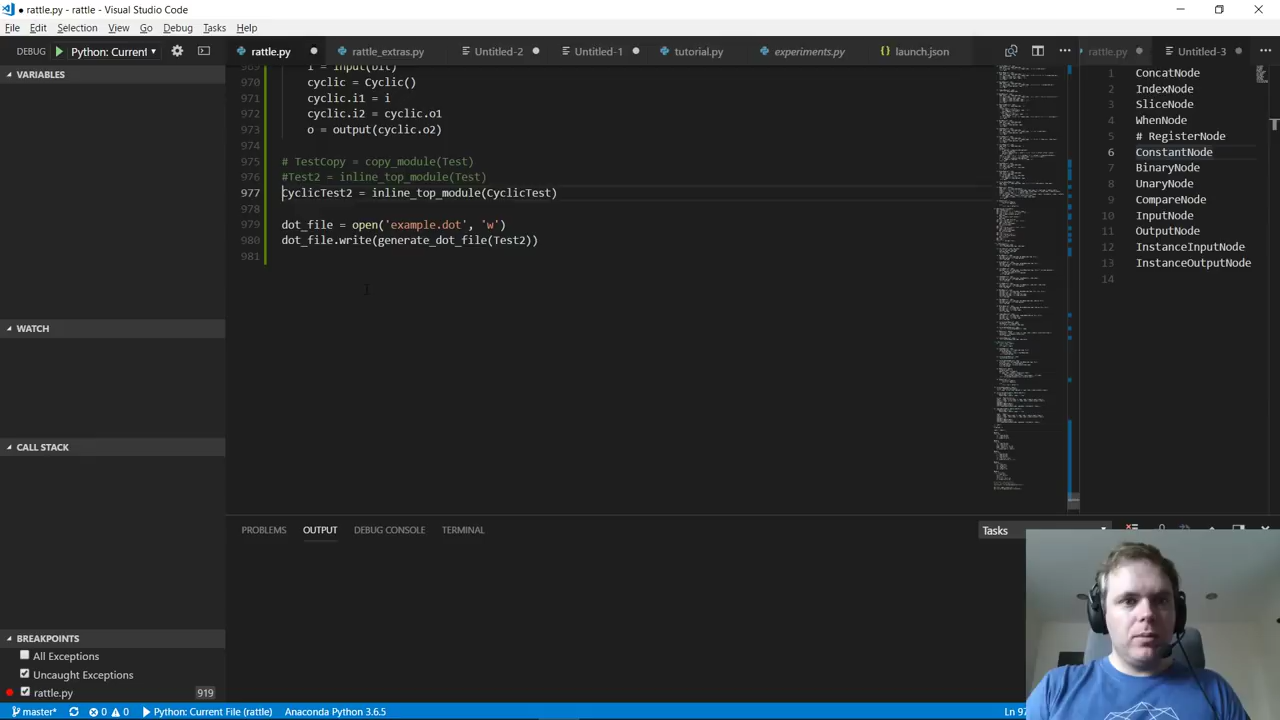 ● rattle.py - rattle - Visual Studio Code
File Edit Selection View Go Debug Tasks Help
DEBUG Python: Current
rattle.py rattle_extras.py Untitled-2 Untitled-1 tutorial.py experiments.py launch.json rattle.py Untitled-3
VARIABLES
WATCH
CALL STACK
BREAKPOINTS
All Exceptions
Uncaught Exceptions
rattle.py 919
989 i = input(bit)
970 cyclic = Cyclic()
971 cyclic.i1 = i
972 cyclic.i2 = cyclic.o1
973 o = output(cyclic.o2)
974
975 # TestCopy = copy_module(Test)
976 #Test2 = inline_top_module(Test)
977 CyclicTest2 = inline_top_module(CyclicTest)
978
979 dot_file = open('example.dot', 'w')
980 dot_file.write(generate_dot_file(Test2))
981
1 ConcatNode
2 IndexNode
3 SliceNode
4 WhenNode
5 # RegisterNode
6 ConstantNode
7 BinaryNode
8 UnaryNode
9 CompareNode
10 InputNode
11 OutputNode
12 InstanceInputNode
13 InstanceOutputNode
14
PROBLEMS OUTPUT DEBUG CONSOLE TERMINAL
Tasks
master* 0 0 Python: Current File (rattle) Anaconda Python 3.6.5
Ln 97